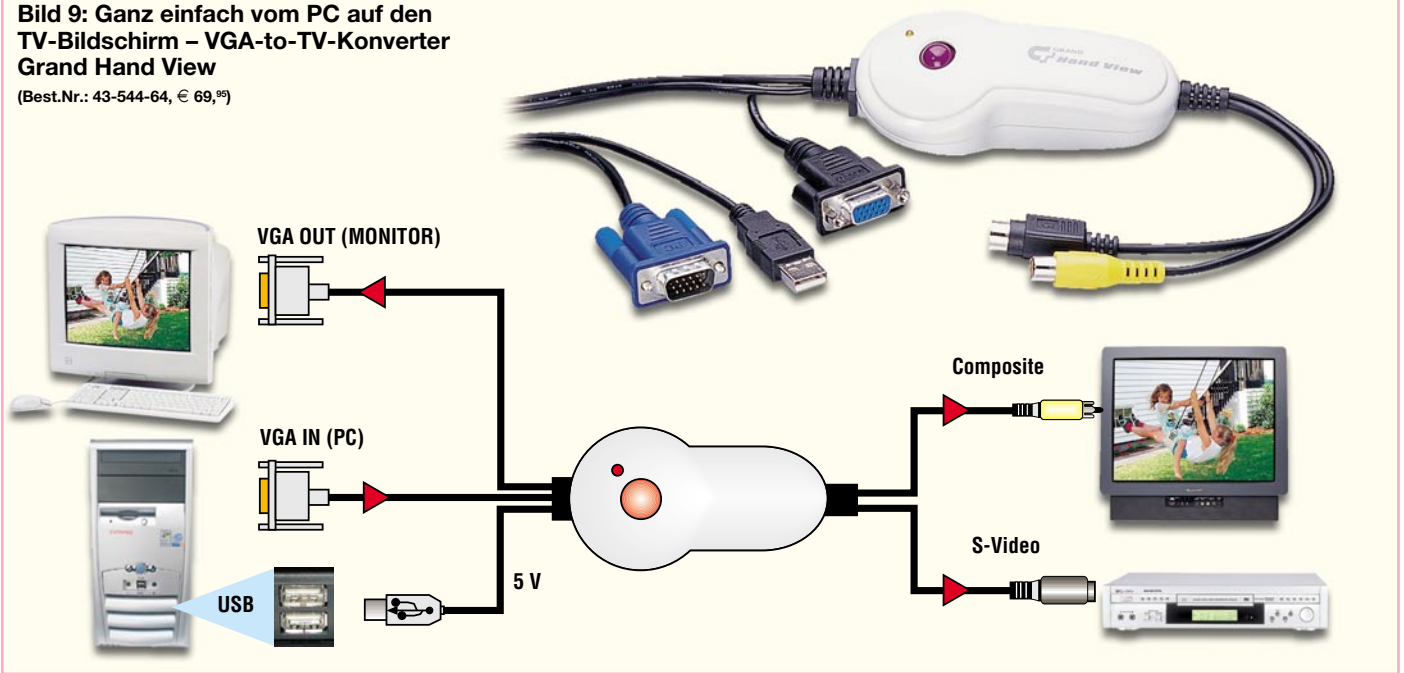 Bild 9: Ganz einfach vom PC auf den
TV-Bildschirm – VGA-to-TV-Konverter
Grand Hand View
(Best.Nr.: 43-544-64, € 69,95)
GRAND
Hand View
VGA OUT (MONITOR)
VGA IN (PC)
USB
5 V
Composite
S-Video